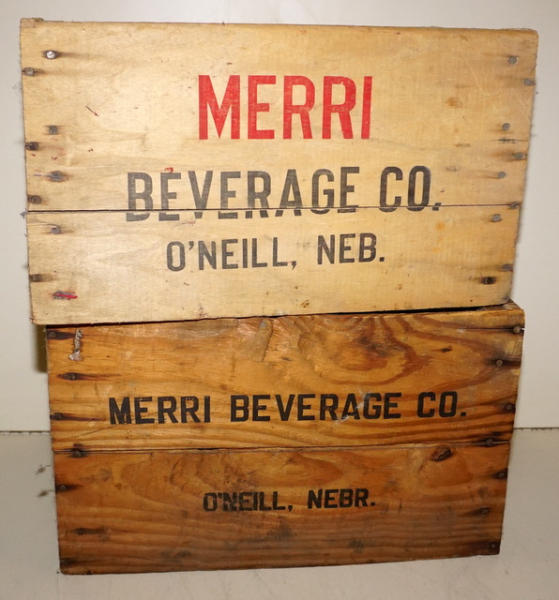 MERRI
BEVERAGE CO.
O'NEILL, NEB.
MERRI BEVERAGE CO.
O'NEILL, NEBR.